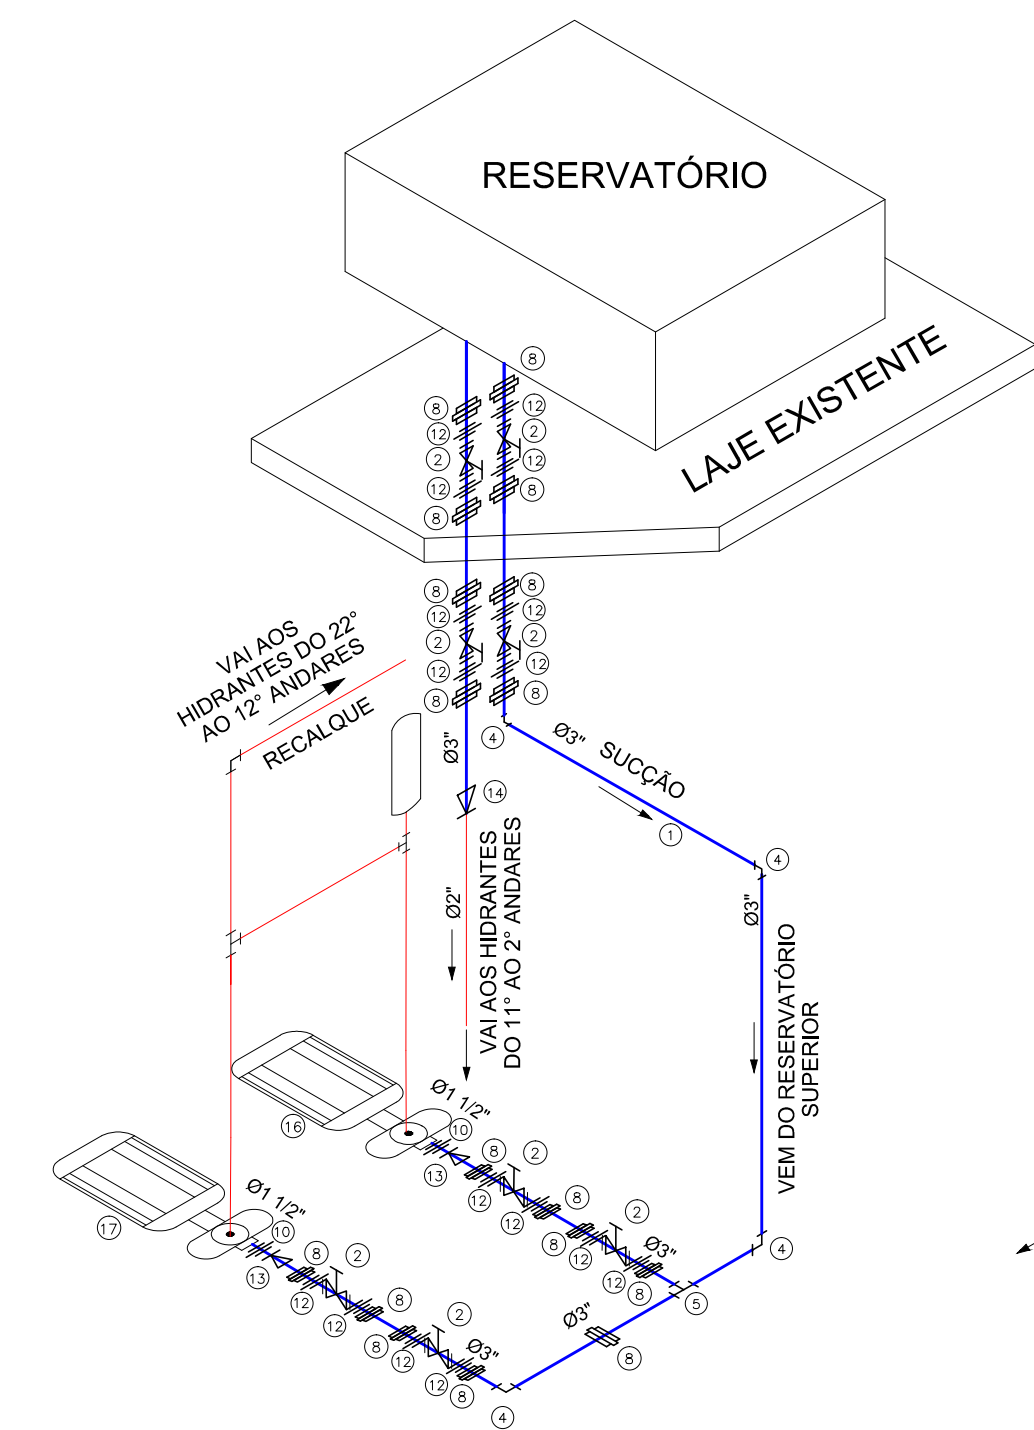 RESERVATÓRIO
LAJE EXISTENTE
8
12
2
12
8
8
12
2
12
8
8
12
2
12
8
8
12
2
12
8
VAI AOS
HIDRANTES DO 22°
AO 12° ANDARES
RECALQUE
Ø3"
14
4
Ø3" SUCÇÃO
1
4
Ø3"
VEM DO RESERVATÓRIO
SUPERIOR
Ø2"
VAI AOS HIDRANTES
DO 11° AO 2° ANDARES
16
Ø1 1/2"
10
13
8
2
12
12
8
8
2
12
12
Ø3"
8
4
5
17
Ø1 1/2"
10
13
8
2
12
12
8
8
2
12
12
Ø3"
8
Ø3"
8
4